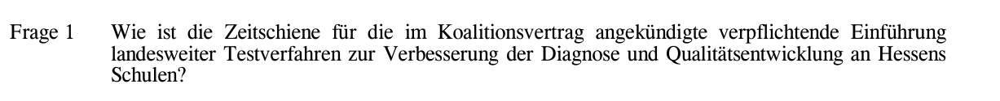 Frage 1 Wie ist die Zeitschiene für die im Koalitionsvertrag angekündigte verpflichtende Einführung
landesweiter Testverfahren zur Verbesserung der Diagnose und Qualitätsentwicklung an Hessens
Schulen?